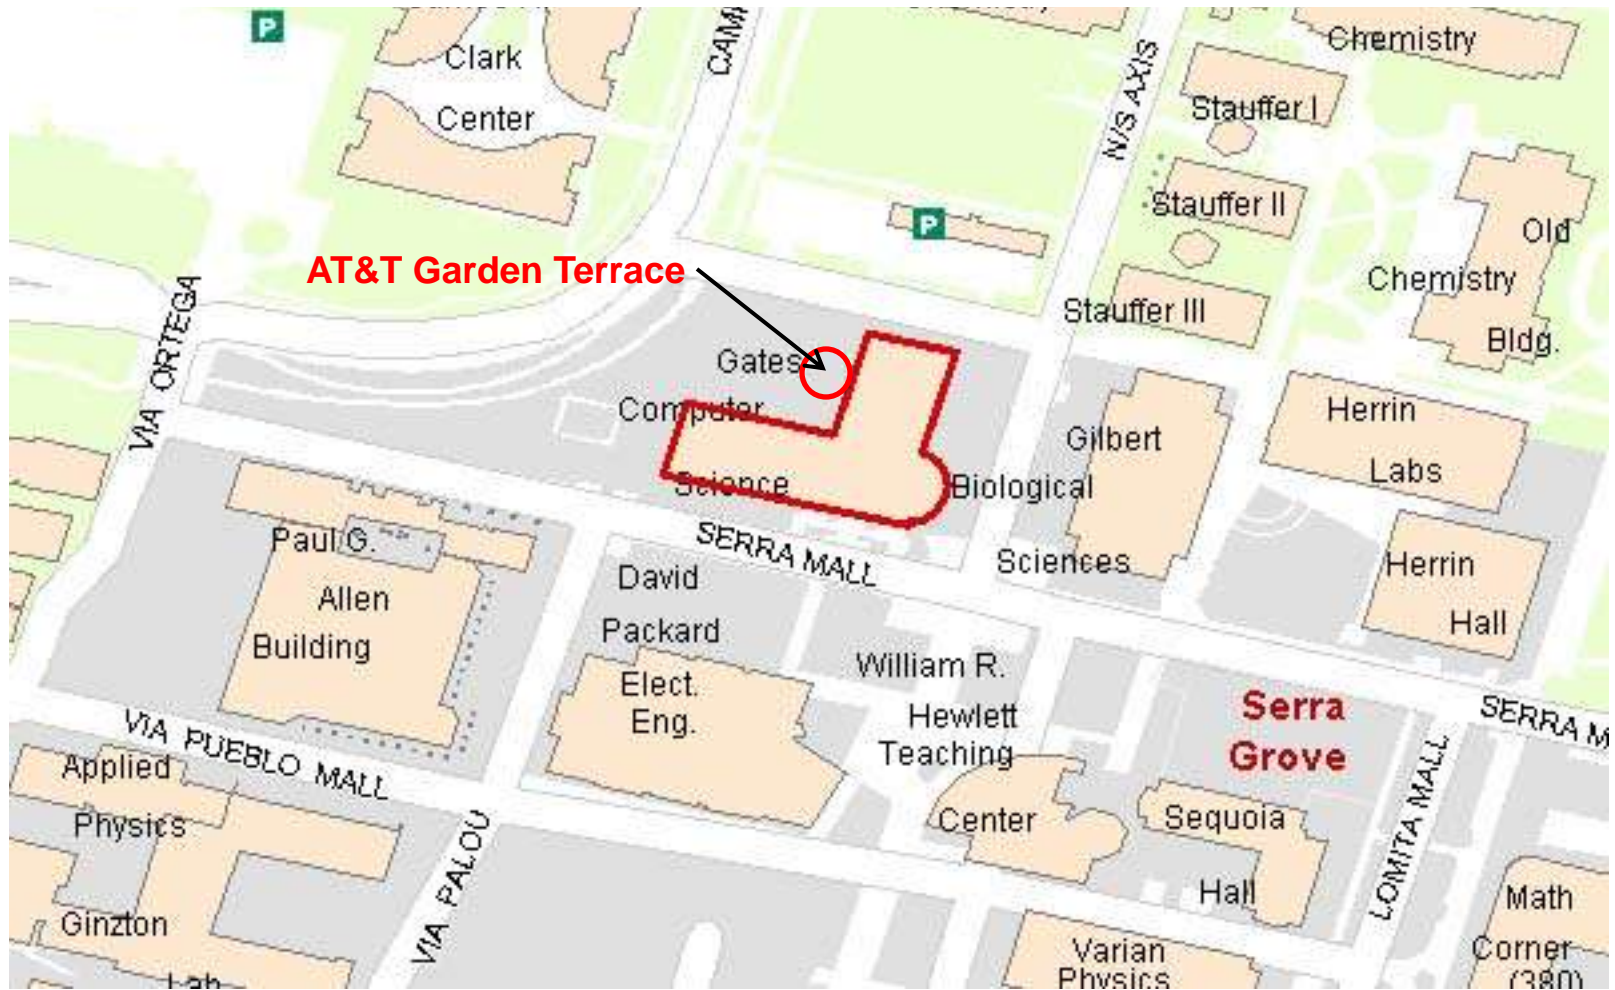 P
Clark
Center
CAM
Chemistry
Stauffer I
N/S AXIS
Stauffer II
P
Old
Chemistry
Bldg.
AT&T Garden Terrace
Stauffer III
VIA ORTEGA
Gates
Computer
Science
Herrin
Labs
Gilbert
Biological
Sciences
SERRA MALL
Paul G.
Allen
Building
David
Packard
Elect.
Eng.
Herrin
Hall
William R.
Hewlett
Teaching
Center
Serra
Grove
SERRA M
VIA PUEBLO MALL
Applied
Physics
Sequoia
Hall
LOMITA MALL
VIA PALOU
Ginzton
Lab
Varian
Physics
Math
Corner
(380)